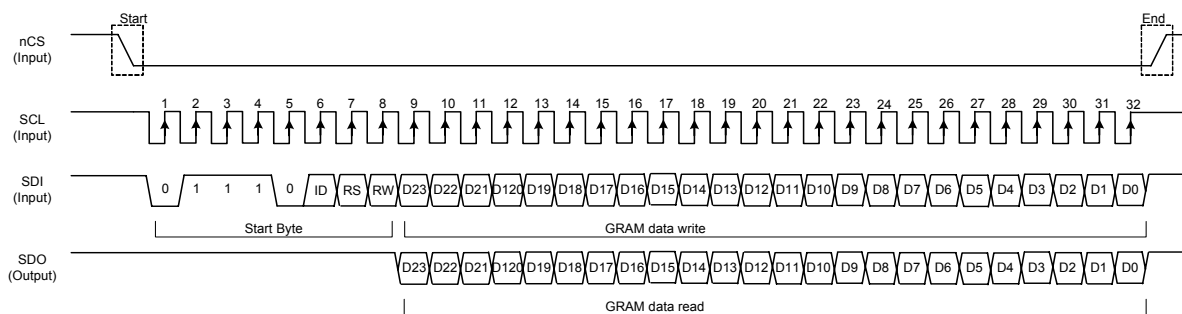 Start End
nCS
(Input)
1 2 3 4 5 6 7 8 9 10 11 12 13 14 15 16 17 18 19 20 21 22 23 24 25 26 27 28 29 30 31 32
SCL
(Input)
SDI
(Input)
0 1 1 1 0 ID RS RW D23 D22 D21 D120 D19 D18 D17 D16 D15 D14 D13 D12 D11 D10 D9 D8 D7 D6 D5 D4 D3 D2 D1 D0
Start Byte GRAM data write
SDO
(Output)
D23 D22 D21 D120 D19 D18 D17 D16 D15 D14 D13 D12 D11 D10 D9 D8 D7 D6 D5 D4 D3 D2 D1 D0
GRAM data read